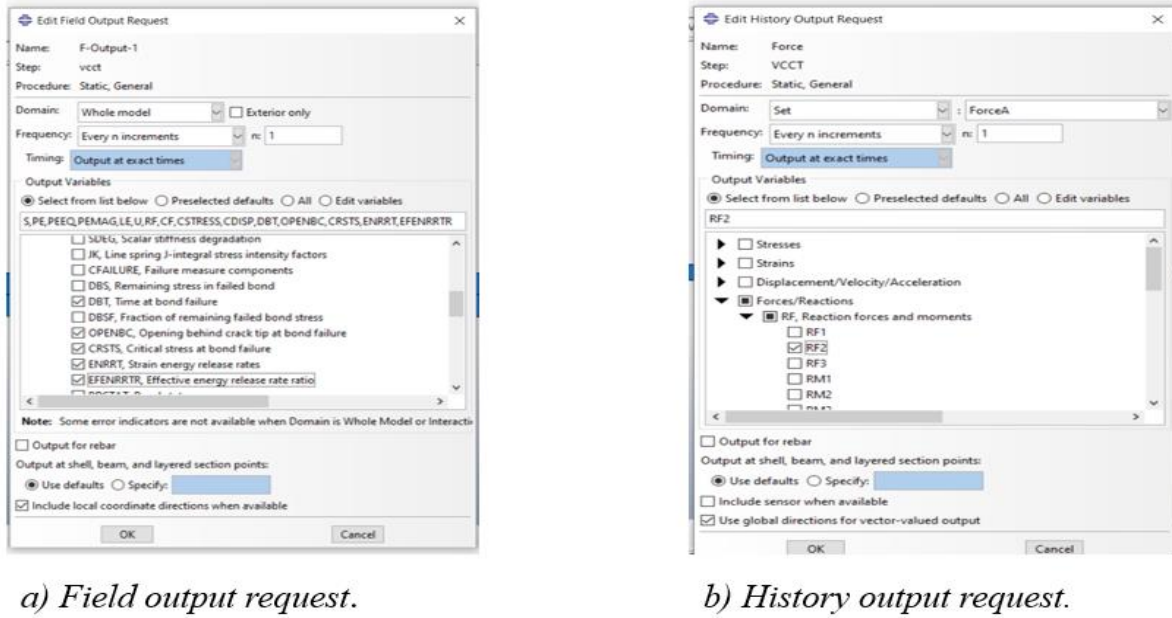 Edit Field Output Request
Name: F-Output-1
Step: vcct
Procedure: Static, General
Domain: Whole model Exterior only
Frequency: Every n increments n: 1
Timing: Output at exact times
Output Variables
Select from list below Preselected defaults All Edit variables
S,PE,PEEQ,PEMAG,LE,U,RF,CF,CSTRESS,CDISP,DBT,OPENBC,CRSTS,ENRRT,EFENRRTR
SDEG, Scalar stiffness degradation
JK, Line spring J-integral stress intensity factors
CFAILURE, Failure measure components
DBS, Remaining stress in failed bond
DBT, Time at bond failure
DBSF, Fraction of remaining failed bond stress
OPENBC, Opening behind crack tip at bond failure
CRSTS, Critical stress at bond failure
ENRRT, Strain energy release rates
EFENRRTR, Effective energy release rate ratio
Note: Some error indicators are not available when Domain is Whole Model or Interactio
Output for rebar
Output at shell, beam, and layered section points:
Use defaults Specify:
Include local coordinate directions when available
OK Cancel
a) Field output request.
Edit History Output Request
Name: Force
Step: VCCT
Procedure: Static, General
Domain: Set : ForceA
Frequency: Every n increments n: 1
Timing: Output at exact times
Output Variables
Select from list below Preselected defaults All Edit variables
RF2
Stresses
Strains
Displacement/Velocity/Acceleration
Forces/Reactions
RF, Reaction forces and moments
RF1
RF2
RF3
RM1
RM2
Output for rebar
Output at shell, beam, and layered section points:
Use defaults Specify:
Include sensor when available
Use global directions for vector-valued output
OK Cancel
b) History output request.